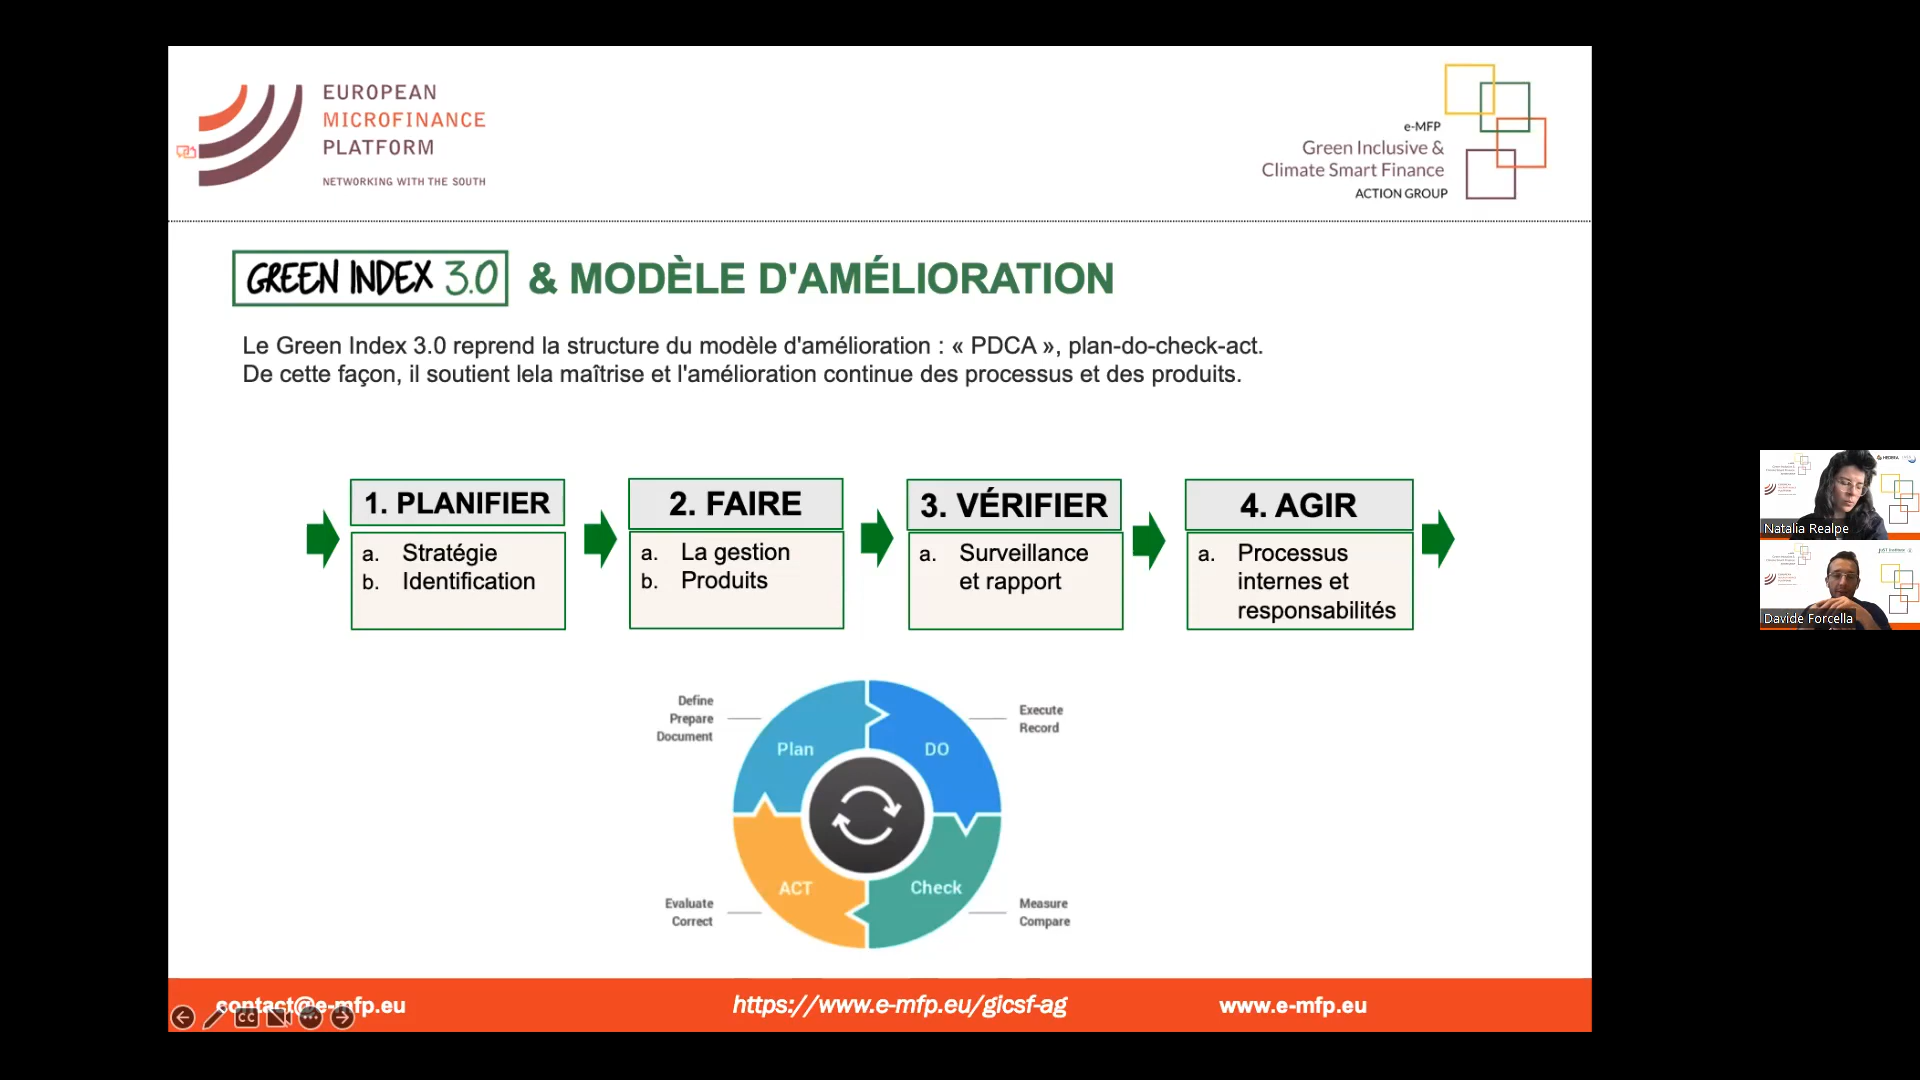 EUROPEAN
MICROFINANCE
PLATFORM
NETWORKING WITH THE SOUTH
e-MFP
Green Inclusive &
Climate Smart Finance
ACTION GROUP
GREEN INDEX 3.0 & MODÈLE D'AMÉLIORATION
Le Green Index 3.0 reprend la structure du modèle d'amélioration : « PDCA », plan-do-check-act.
De cette façon, il soutient lela maîtrise et l'amélioration continue des processus et des produits.
1. PLANIFIER
a. Stratégie
b. Identification
2. FAIRE
a. La gestion
b. Produits
3. VÉRIFIER
a. Surveillance
et rapport
4. AGIR
a. Processus
internes et
responsabilités
Define
Prepare
Document
Plan
DO
Execute
Record
Evaluate
Correct
ACT
Check
Measure
Compare
contact@e-mfp.eu
https://www.e-mfp.eu/gicsf-ag
www.e-mfp.eu
CC
Natalia Realpe
Davide Forcella